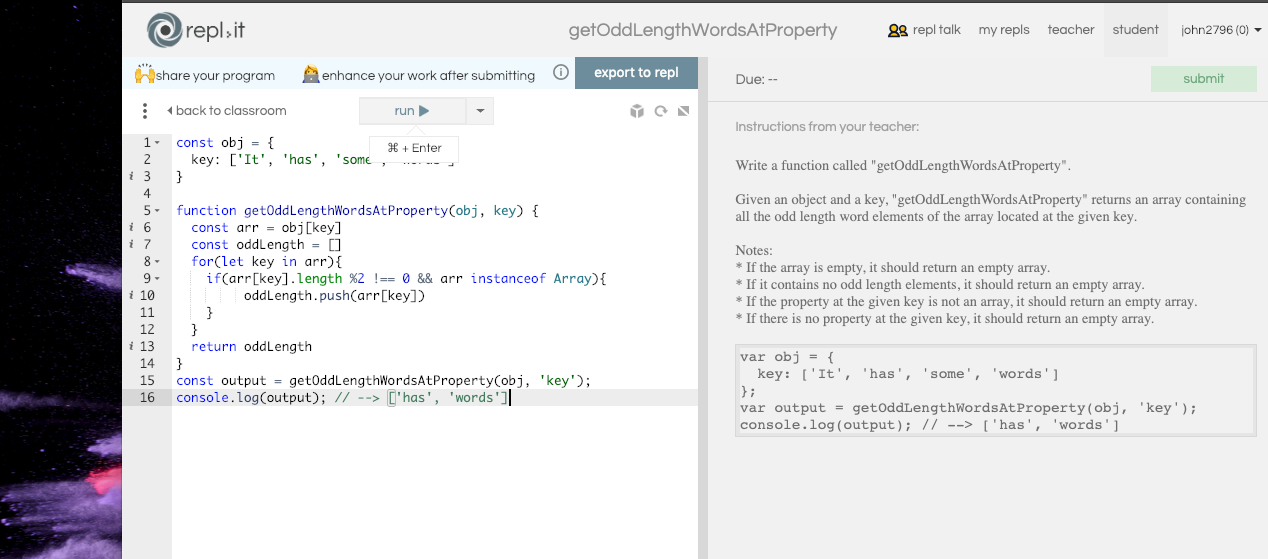 repl.it
getOddLengthWordsAtProperty
repl talk
my repls
teacher
student
john2796 (0)
share your program
enhance your work after submitting
export to repl
back to classroom
run
⌘ + Enter
1 const obj = {
2 key: ['It', 'has', 'some',
i 3 }
4
5 function getOddLengthWordsAtProperty(obj, key) {
i 6 const arr = obj[key]
i 7 const oddLength = []
8 for(let key in arr){
9 if(arr[key].length %2 !== 0 && arr instanceof Array){
i 10 oddLength.push(arr[key])
11 }
12 }
i 13 return oddLength
14 }
15 const output = getOddLengthWordsAtProperty(obj, 'key');
16 console.log(output); // --> ['has', 'words']
Due: --
submit
Instructions from your teacher:
Write a function called "getOddLengthWordsAtProperty".
Given an object and a key, "getOddLengthWordsAtProperty" returns an array containing
all the odd length word elements of the array located at the given key.
Notes:
* If the array is empty, it should return an empty array.
* If it contains no odd length elements, it should return an empty array.
* If the property at the given key is not an array, it should return an empty array.
* If there is no property at the given key, it should return an empty array.
var obj = {
key: ['It', 'has', 'some', 'words']
};
var output = getOddLengthWordsAtProperty(obj, 'key');
console.log(output); // --> ['has', 'words']